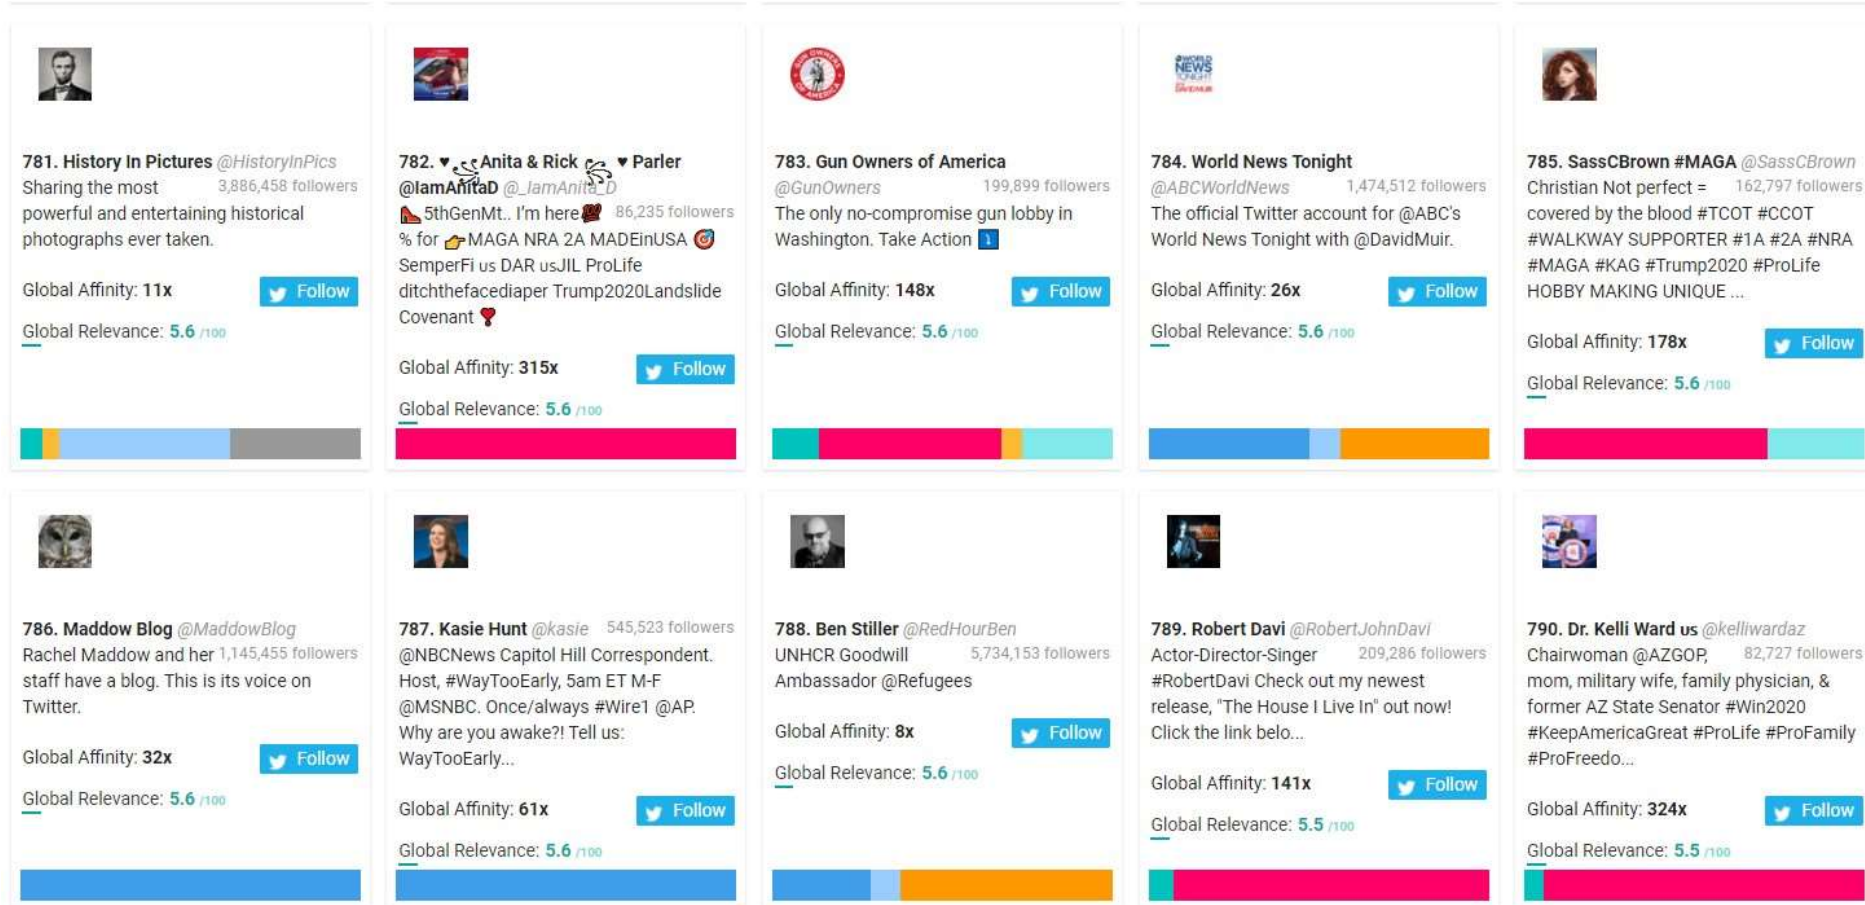 781. History In Pictures @HistoryInPics
Sharing the most 3,886,458 followers
powerful and entertaining historical
photographs ever taken.
Global Affinity: 11x
Follow
Global Relevance: 5.6 /100
782. ♥ Anita & Rick ♥ Parler
@IamAnitaD @_IamAnita_D
👠 5thGenMt.. I'm here 💯 86,235 followers
% for 👉 MAGA NRA 2A MADEinUSA 🎯
SemperFi us DAR usJIL ProLife
ditchthefacediaper Trump2020Landslide
Covenant ❣
Global Affinity: 315x
Follow
Global Relevance: 5.6 /100
GUN OWNERS
OF AMERICA
783. Gun Owners of America
@GunOwners 199,899 followers
The only no-compromise gun lobby in
Washington. Take Action ⤵
Global Affinity: 148x
Follow
Global Relevance: 5.6 /100
WORLD
NEWS
TONIGHT
DAVID MUIR
784. World News Tonight
@ABCWorldNews 1,474,512 followers
The official Twitter account for @ABC's
World News Tonight with @DavidMuir.
Global Affinity: 26x
Follow
Global Relevance: 5.6 /100
785. SassCBrown #MAGA @SassCBrown
Christian Not perfect = 162,797 followers
covered by the blood #TCOT #CCOT
#WALKWAY SUPPORTER #1A #2A #NRA
#MAGA #KAG #Trump2020 #ProLife
HOBBY MAKING UNIQUE ...
Global Affinity: 178x
Follow
Global Relevance: 5.6 /100
786. Maddow Blog @MaddowBlog
Rachel Maddow and her 1,145,455 followers
staff have a blog. This is its voice on
Twitter.
Global Affinity: 32x
Follow
Global Relevance: 5.6 /100
787. Kasie Hunt @kasie 545,523 followers
@NBCNews Capitol Hill Correspondent.
Host, #WayTooEarly, 5am ET M-F
@MSNBC. Once/always #Wire1 @AP.
Why are you awake?! Tell us:
WayTooEarly...
Global Affinity: 61x
Follow
Global Relevance: 5.6 /100
788. Ben Stiller @RedHourBen
UNHCR Goodwill 5,734,153 followers
Ambassador @Refugees
Global Affinity: 8x
Follow
Global Relevance: 5.6 /100
789. Robert Davi @RobertJohnDavi
Actor-Director-Singer 209,286 followers
#RobertDavi Check out my newest
release, "The House I Live In" out now!
Click the link belo...
Global Affinity: 141x
Follow
Global Relevance: 5.5 /100
790. Dr. Kelli Ward us @kelliwardaz
Chairwoman @AZGOP, 82,727 followers
mom, military wife, family physician, &
former AZ State Senator #Win2020
#KeepAmericaGreat #ProLife #ProFamily
#ProFreedo...
Global Affinity: 324x
Follow
Global Relevance: 5.5 /100